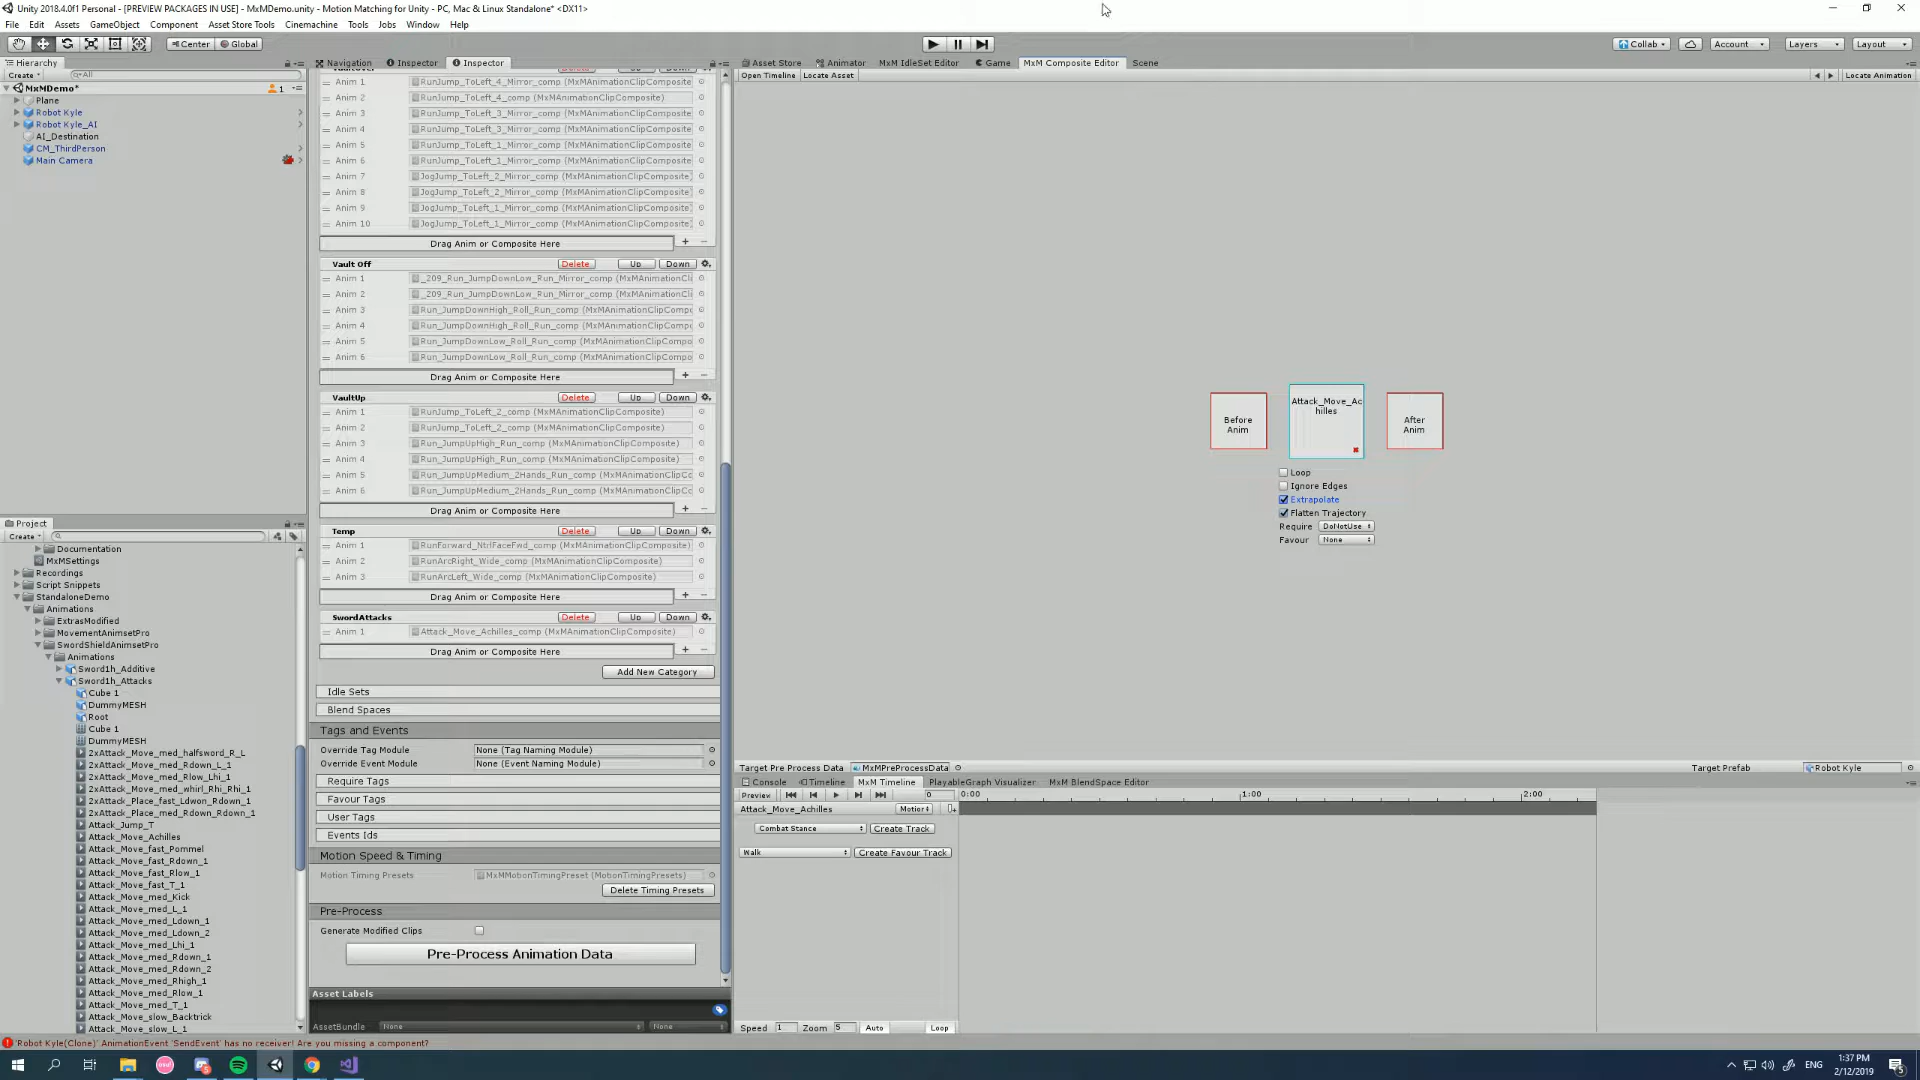 Unity 2018.4.0f1 Personal - [PREVIEW PACKAGES IN USE] - MxMDemo.unity - Motion Matching for Unity - PC, Mac & Linux Standalone* <DX11>
File Edit Assets GameObject Component Asset Store Tools Cinemachine Tools Jobs Window Help
Center Global Collab Account Layers Layout
Hierarchy
Create All
MxMDemo* 1
Plane
Robot Kyle
Robot Kyle_AI
AI_Destination
CM_ThirdPerson
Main Camera
Project
Create
Documentation
MxMSettings
Recordings
Script Snippets
StandaloneDemo
Animations
ExtrasModified
MovementAnimsetPro
SwordShieldAnimsetPro
Animations
Sword1h_Additive
Sword1h_Attacks
Cube 1
DummyMESH
Root
Cube 1
DummyMESH
2xAttack_Move_med_halfsword_R_L
2xAttack_Move_med_Rdown_L_1
2xAttack_Move_med_Rlow_Lhi_1
2xAttack_Move_med_whirl_Rhi_Rhi_1
2xAttack_Place_fast_Ldwon_Rdown_1
2xAttack_Place_med_Rdown_Rdown_1
Attack_Jump_T
Attack_Move_Achilles
Attack_Move_fast_Pommel
Attack_Move_fast_Rdown_1
Attack_Move_fast_Rlow_1
Attack_Move_fast_T_1
Attack_Move_med_Kick
Attack_Move_med_L_1
Attack_Move_med_Ldown_1
Attack_Move_med_Ldown_2
Attack_Move_med_Lhi_1
Attack_Move_med_Rdown_1
Attack_Move_med_Rdown_2
Attack_Move_med_Rhigh_1
Attack_Move_med_Rlow_1
Attack_Move_med_T_1
Attack_Move_slow_Backtrick
Attack_Move_slow_L_1
Navigation Inspector Inspector
Anim 1 RunJump_ToLeft_4_Mirror_comp (MxMAnimationClipComposite)
Anim 2 RunJump_ToLeft_4_comp (MxMAnimationClipComposite)
Anim 3 RunJump_ToLeft_3_Mirror_comp (MxMAnimationClipComposite)
Anim 4 RunJump_ToLeft_3_Mirror_comp (MxMAnimationClipComposite)
Anim 5 RunJump_ToLeft_1_Mirror_comp (MxMAnimationClipComposite)
Anim 6 RunJump_ToLeft_1_Mirror_comp (MxMAnimationClipComposite)
Anim 7 JogJump_ToLeft_2_Mirror_comp (MxMAnimationClipComposite)
Anim 8 JogJump_ToLeft_2_Mirror_comp (MxMAnimationClipComposite)
Anim 9 JogJump_ToLeft_1_Mirror_comp (MxMAnimationClipComposite)
Anim 10 JogJump_ToLeft_1_Mirror_comp (MxMAnimationClipComposite)
Drag Anim or Composite Here + -
Vault Off Delete Up Down
Anim 1 _209_Run_JumpDownLow_Run_Mirror_comp (MxMAnimationCli
Anim 2 _209_Run_JumpDownLow_Run_Mirror_comp (MxMAnimationCli
Anim 3 Run_JumpDownHigh_Roll_Run_comp (MxMAnimationClipComp
Anim 4 Run_JumpDownHigh_Roll_Run_comp (MxMAnimationClipComp
Anim 5 Run_JumpDownLow_Roll_Run_comp (MxMAnimationClipCompo
Anim 6 Run_JumpDownLow_Roll_Run_comp (MxMAnimationClipCompo
Drag Anim or Composite Here + -
VaultUp Delete Up Down
Anim 1 RunJump_ToLeft_2_comp (MxMAnimationClipComposite)
Anim 2 RunJump_ToLeft_2_comp (MxMAnimationClipComposite)
Anim 3 Run_JumpUpHigh_Run_comp (MxMAnimationClipComposite)
Anim 4 Run_JumpUpHigh_Run_comp (MxMAnimationClipComposite)
Anim 5 Run_JumpUpMedium_2Hands_Run_comp (MxMAnimationClipCo
Anim 6 Run_JumpUpMedium_2Hands_Run_comp (MxMAnimationClipCo
Drag Anim or Composite Here + -
Temp Delete Up Down
Anim 1 RunForward_NtrlFaceFwd_comp (MxMAnimationClipComposite)
Anim 2 RunArcRight_Wide_comp (MxMAnimationClipComposite)
Anim 3 RunArcLeft_Wide_comp (MxMAnimationClipComposite)
Drag Anim or Composite Here + -
SwordAttacks Delete Up Down
Anim 1 Attack_Move_Achilles_comp (MxMAnimationClipComposite)
Drag Anim or Composite Here + -
Add New Category
Idle Sets
Blend Spaces
Tags and Events
Override Tag Module None (Tag Naming Module)
Override Event Module None (Event Naming Module)
Require Tags
Favour Tags
User Tags
Events Ids
Motion Speed & Timing
Motion Timing Presets MxMMotionTimingPreset (MotionTimingPresets)
Delete Timing Presets
Pre-Process
Generate Modified Clips
Pre-Process Animation Data
Asset Labels
AssetBundle None None
Asset Store Animator MxM IdleSet Editor Game MxM Composite Editor Scene
Open Timeline Locate Asset Locate Animation
Before Anim
Attack_Move_Ac
hilles
After Anim
Loop
Ignore Edges
Extrapolate
Flatten Trajectory
Require DoNotUse
Favour None
Target Pre Process Data MxMPreProcessData Target Prefab Robot Kyle
Console Timeline MxM Timeline PlayableGraph Visualizer MxM BlendSpace Editor
Preview 0 0:00 1:00 2:00
Attack_Move_Achilles Motion
Combat Stance Create Track
Walk Create Favour Track
Speed 1 Zoom 5 Auto Loop
'Robot Kyle(Clone)' AnimationEvent 'SendEvent' has no receiver! Are you missing a component?
ENG 1:37 PM
2/12/2019